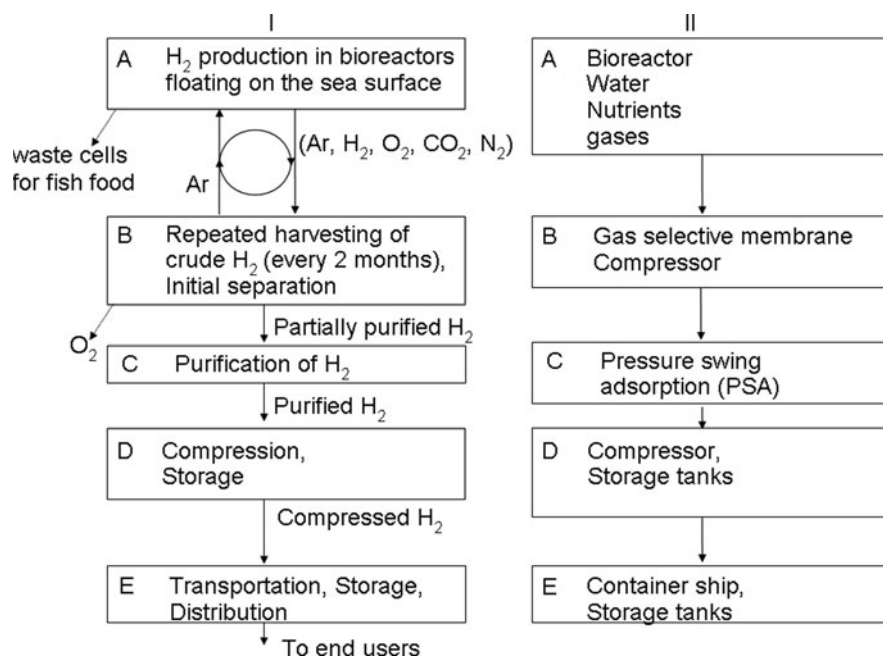 I
A H₂ production in bioreactors
floating on the sea surface
waste cells
for fish food
Ar
(Ar, H₂, O₂, CO₂, N₂)
B Repeated harvesting of
crude H₂ (every 2 months),
Initial separation
O₂
Partially purified H₂
C Purification of H₂
Purified H₂
D Compression,
Storage
Compressed H₂
E Transportation, Storage,
Distribution
To end users
II
A Bioreactor
Water
Nutrients
gases
B Gas selective membrane
Compressor
C Pressure swing
adsorption (PSA)
D Compressor,
Storage tanks
E Container ship,
Storage tanks